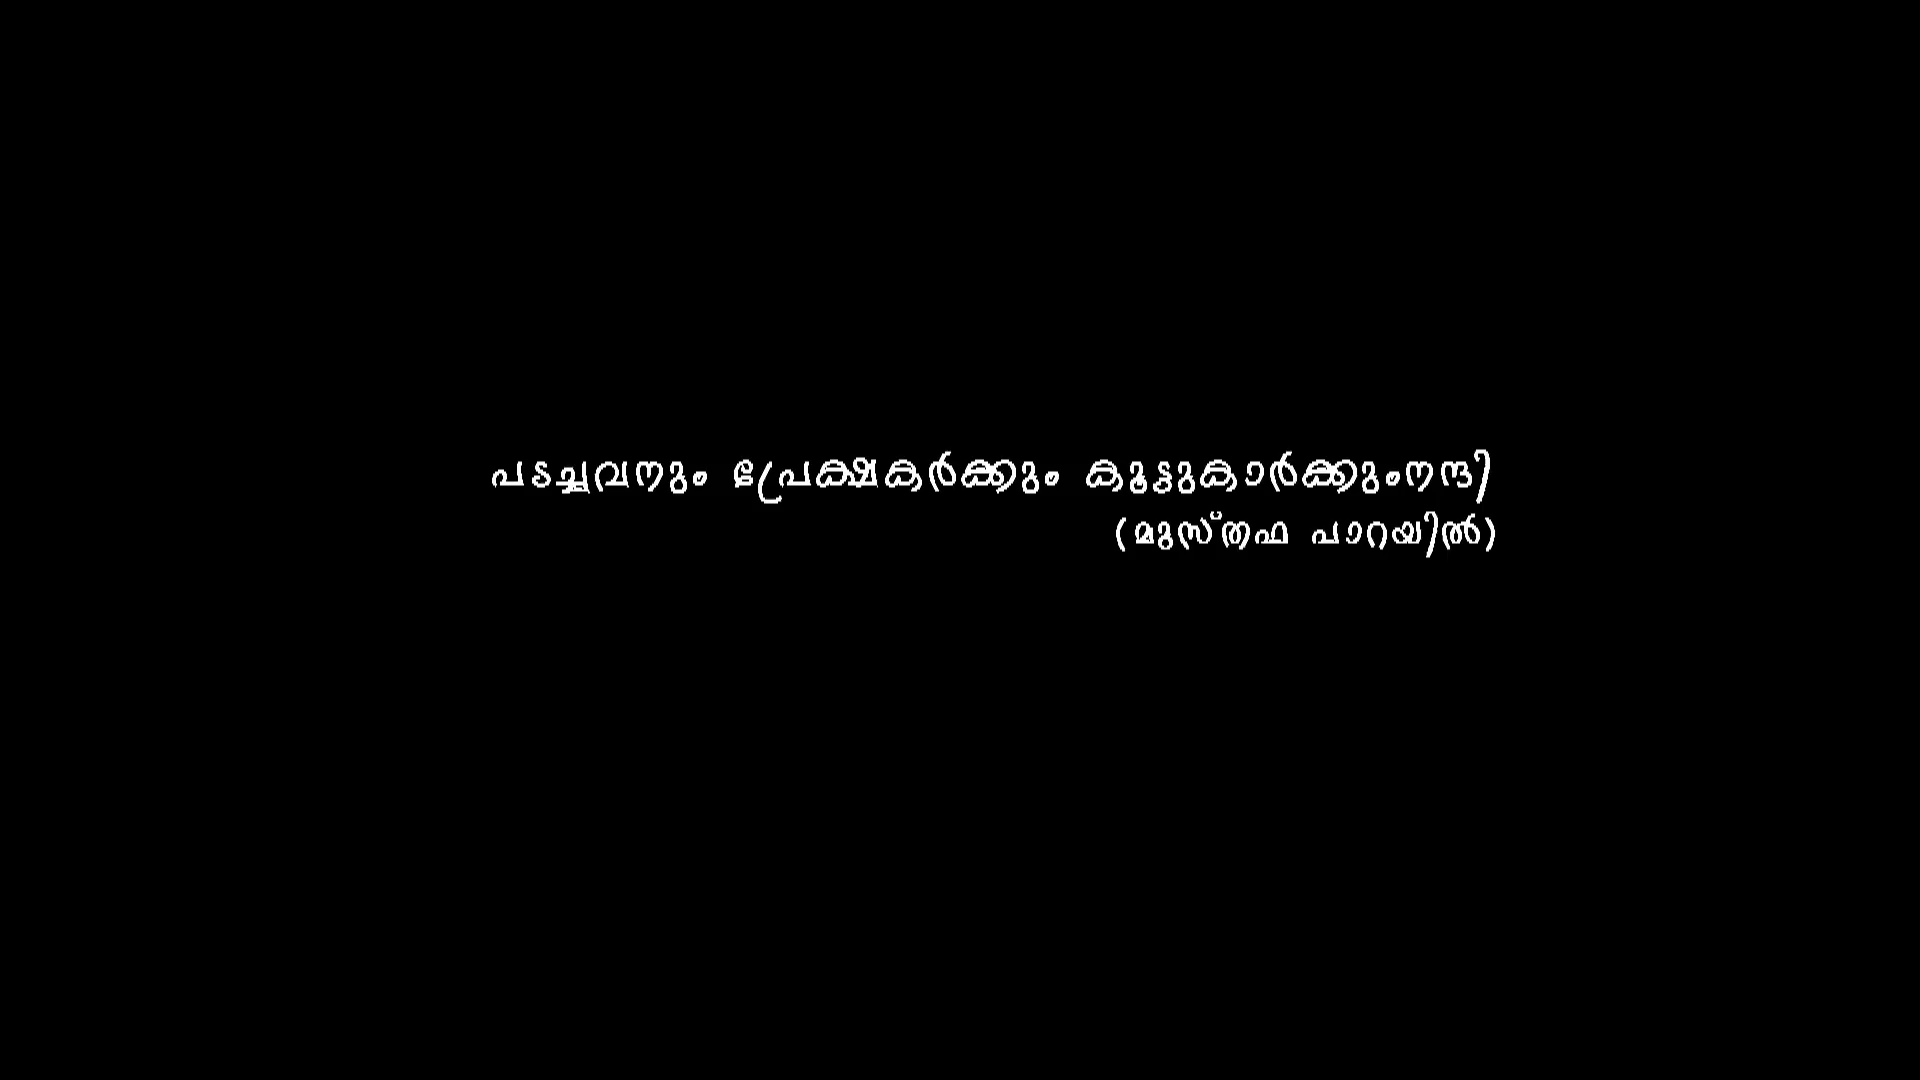 പടച്ചവനും പ്രേക്ഷകർക്കും കൂട്ടുകാർക്കുംനന്ദി
(മുസ്തഫ പാറയിൽ)